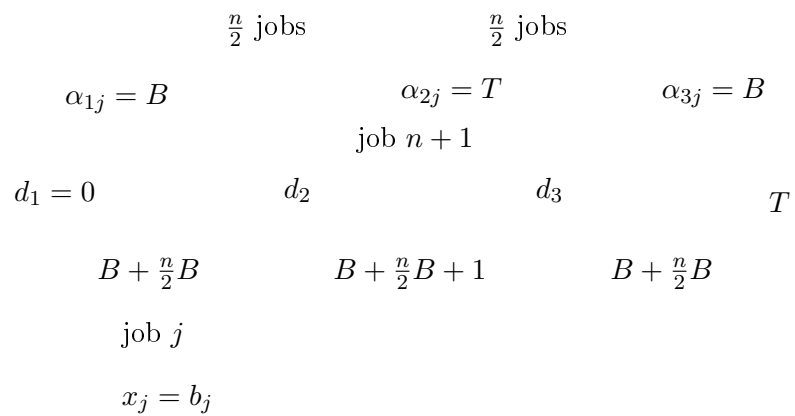 n/2 jobs n/2 jobs
α_{1j} = B α_{2j} = T α_{3j} = B
job n + 1
d_1 = 0 d_2 d_3 T
B + n/2 B B + n/2 B + 1 B + n/2 B
job j
x_j = b_j